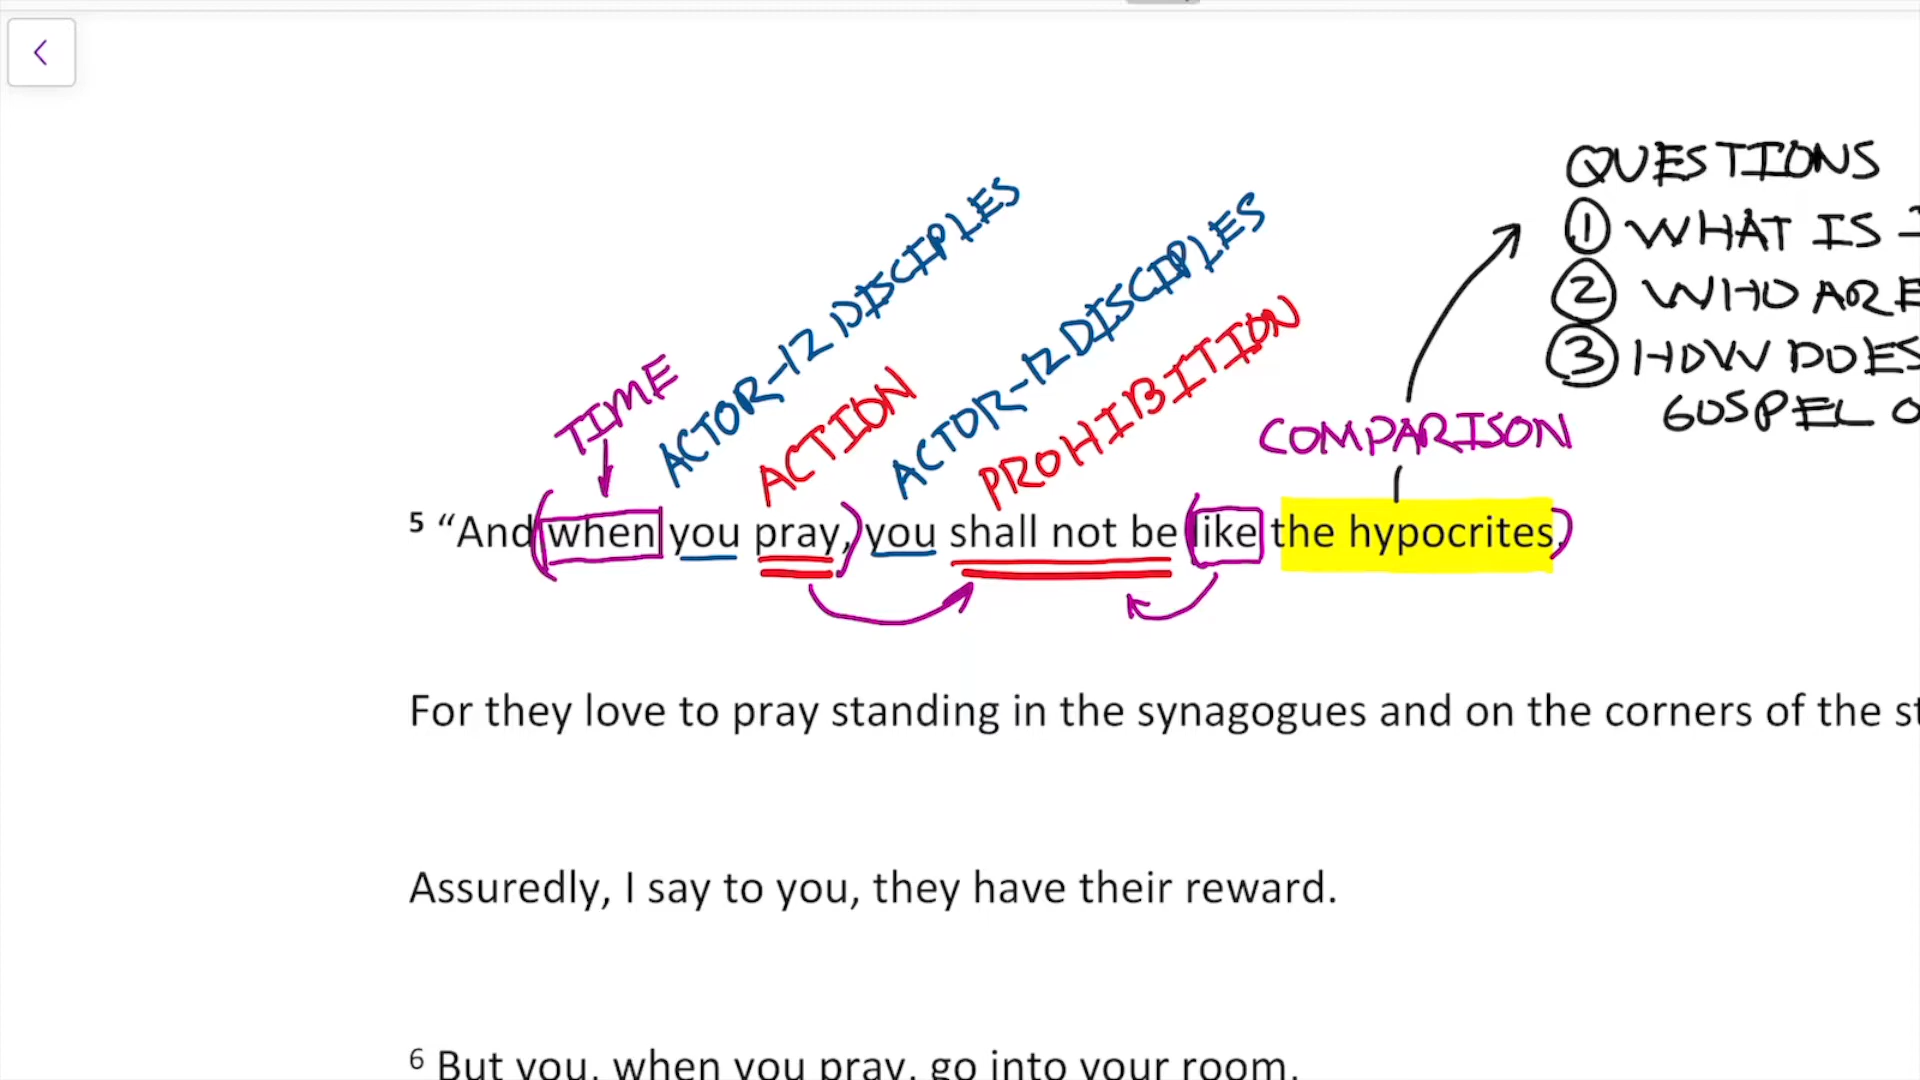 QUESTIONS
① WHAT IS
② WHO ARE
③ HOW DOES
GOSPEL
TIME
ACTOR-12 DISCIPLES
ACTION
ACTOR-12 DISCIPLES
PROHIBITION
COMPARISON
5 “And when you pray, you shall not be like the hypocrites.
For they love to pray standing in the synagogues and on the corners of the
Assuredly, I say to you, they have their reward.
6 But you, when you pray, go into your room,